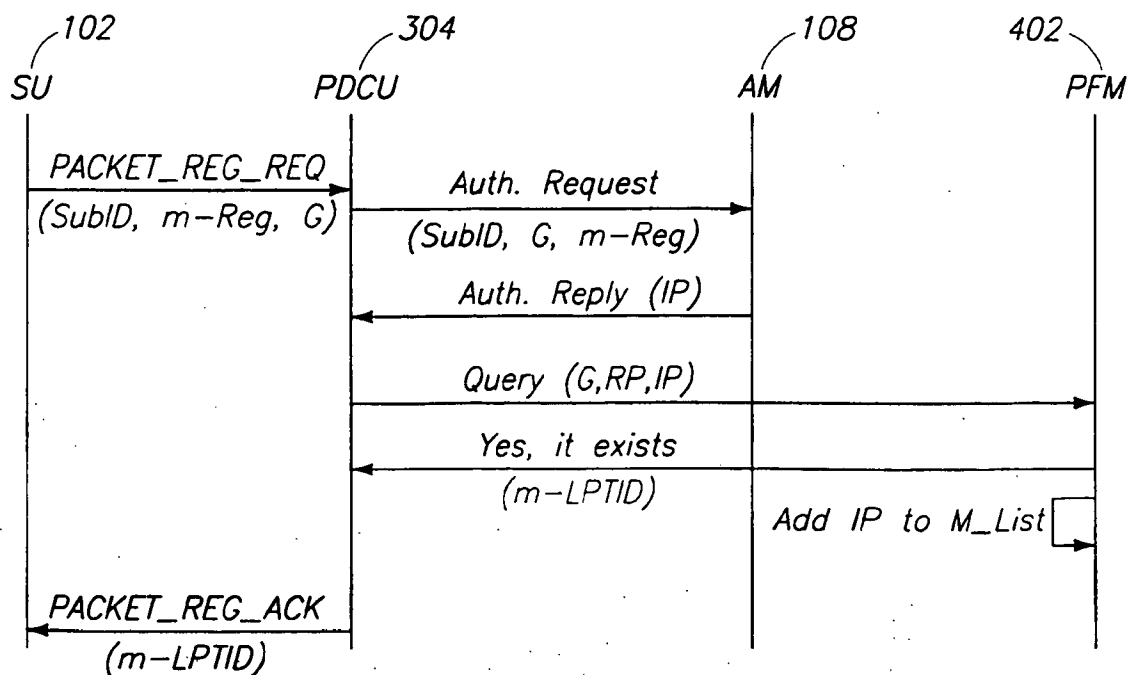 102 304 108 402
SU PDCU AM PFM
PACKET_REG_REQ
(SubID, m-Reg, G)
Auth. Request
(SubID, G, m-Reg)
Auth. Reply (IP)
Query (G,RP,IP)
Yes, it exists
(m-LPTID)
Add IP to M_List
PACKET_REG_ACK
(m-LPTID)